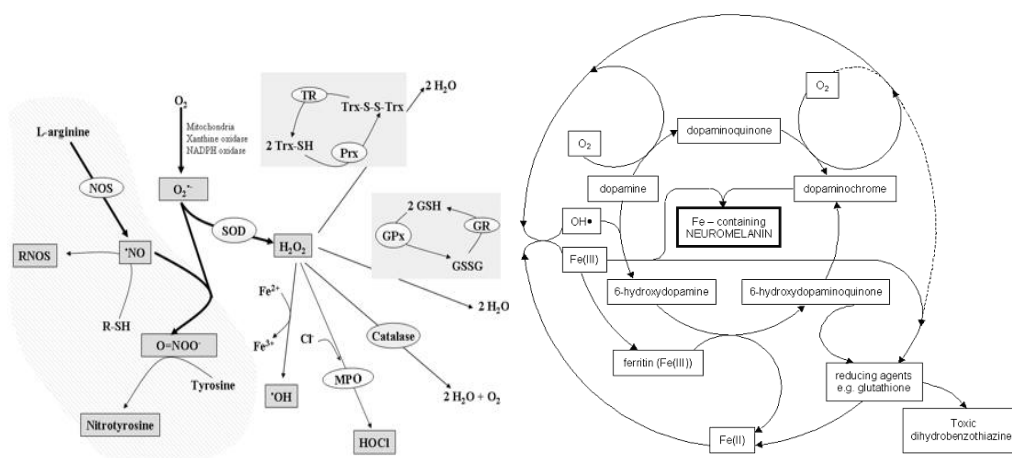 O₂
L-arginine
Mitochondria
Xanthine oxidase
NADPH oxidase
NOS
O₂•-
SOD
RNOS
•NO
H₂O₂
R-SH
O=NOO⁻
Tyrosine
Nitrotyrosine
TR
Trx-S-S-Trx
2 Trx-SH
Prx
2 H₂O
2 GSH
GPx
GR
GSSG
2 H₂O
Fe²⁺
Fe³⁺
Cl⁻
Catalase
MPO
•OH
2 H₂O + O₂
HOCl
O₂
O₂
dopaminoquinone
dopamine
dopaminochrome
OH●
Fe – containing
NEUROMELANIN
Fe(III)
6-hydroxydopamine
6-hydroxydopaminoquinone
ferritin (Fe(III))
reducing agents
e.g. glutathione
Fe(II)
Toxic
dihydrobenzothiazine